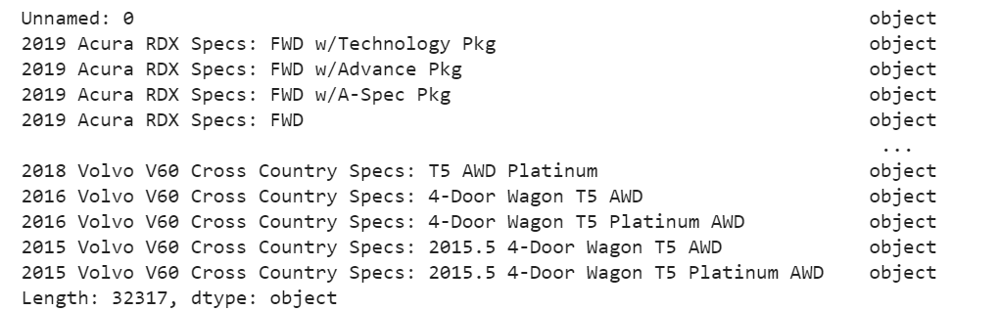 Unnamed: 0 object
2019 Acura RDX Specs: FWD w/Technology Pkg object
2019 Acura RDX Specs: FWD w/Advance Pkg object
2019 Acura RDX Specs: FWD w/A-Spec Pkg object
2019 Acura RDX Specs: FWD object
...
2018 Volvo V60 Cross Country Specs: T5 AWD Platinum object
2016 Volvo V60 Cross Country Specs: 4-Door Wagon T5 AWD object
2016 Volvo V60 Cross Country Specs: 4-Door Wagon T5 Platinum AWD object
2015 Volvo V60 Cross Country Specs: 2015.5 4-Door Wagon T5 AWD object
2015 Volvo V60 Cross Country Specs: 2015.5 4-Door Wagon T5 Platinum AWD object
Length: 32317, dtype: object